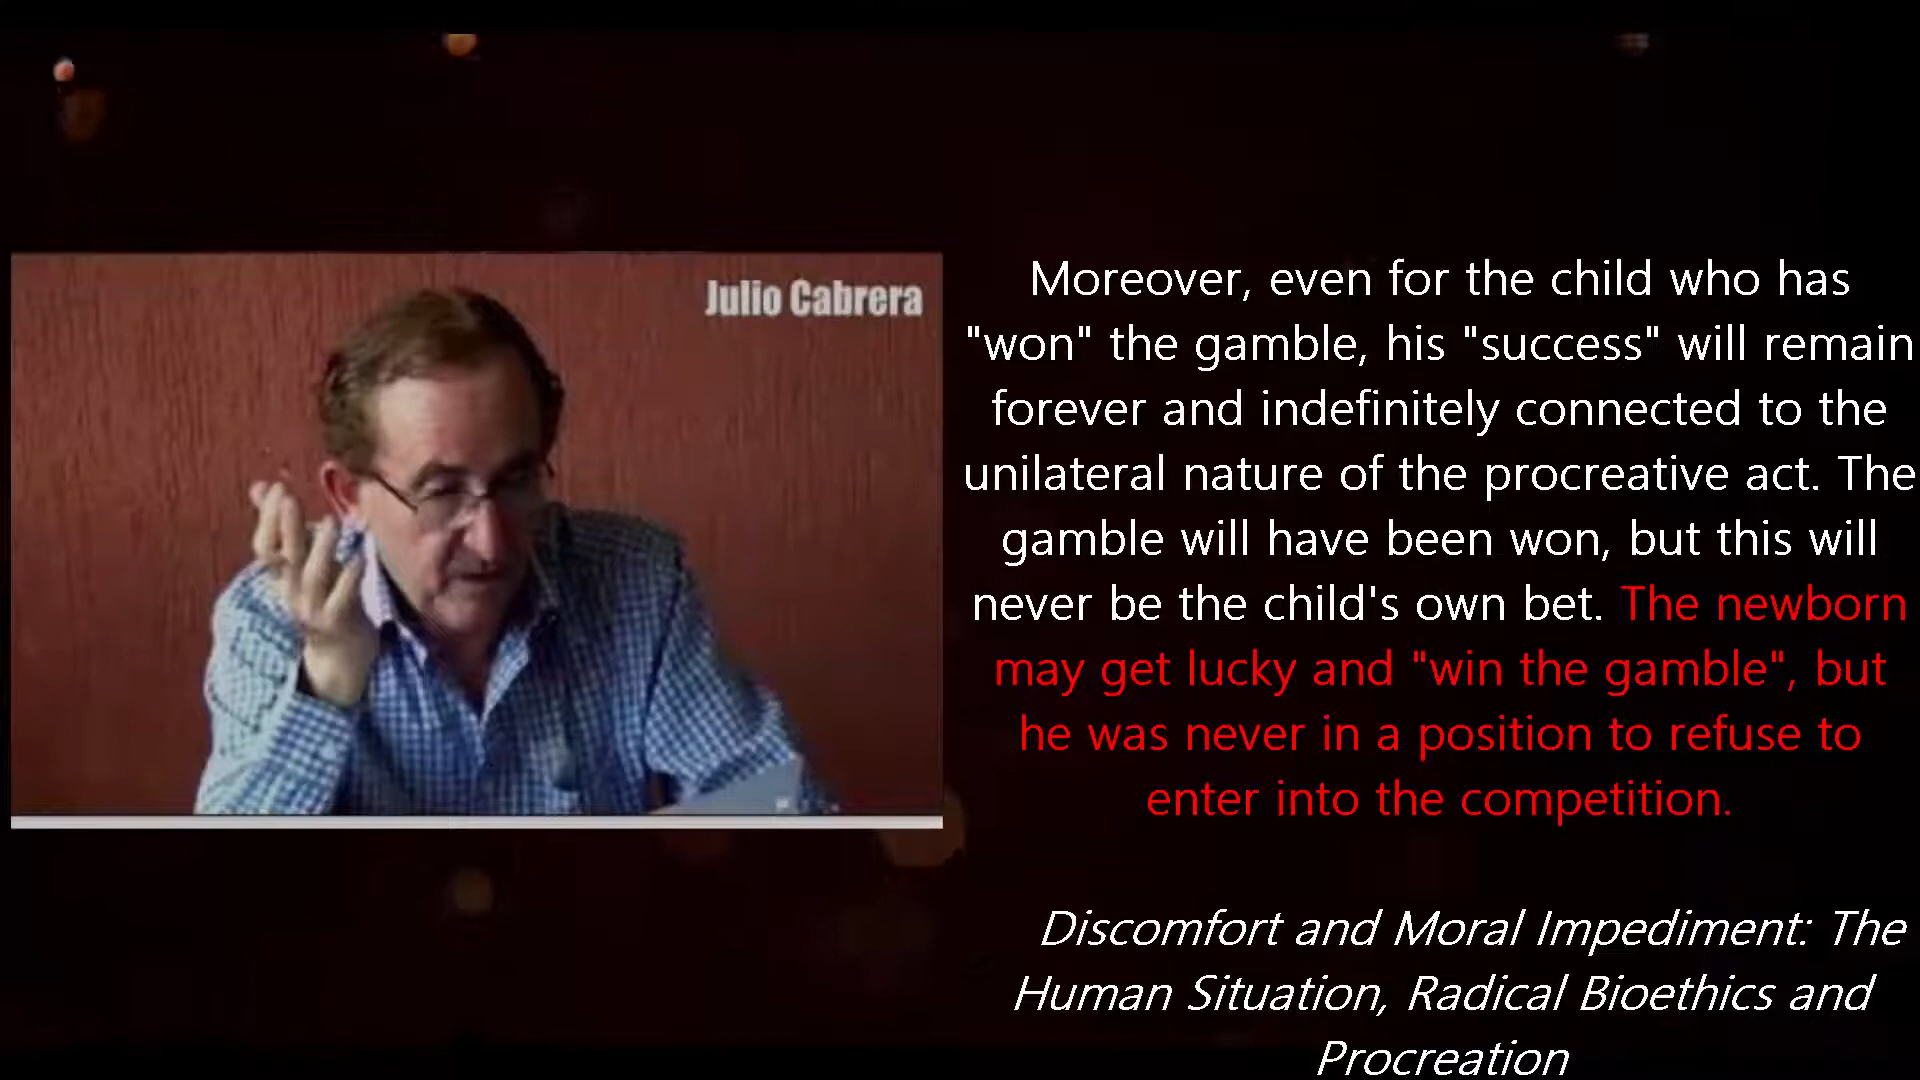 Julio Cabrera
Moreover, even for the child who has
"won" the gamble, his "success" will remain
forever and indefinitely connected to the
unilateral nature of the procreative act. The
gamble will have been won, but this will
never be the child's own bet. The newborn
may get lucky and "win the gamble", but
he was never in a position to refuse to
enter into the competition.
Discomfort and Moral Impediment: The
Human Situation, Radical Bioethics and
Procreation